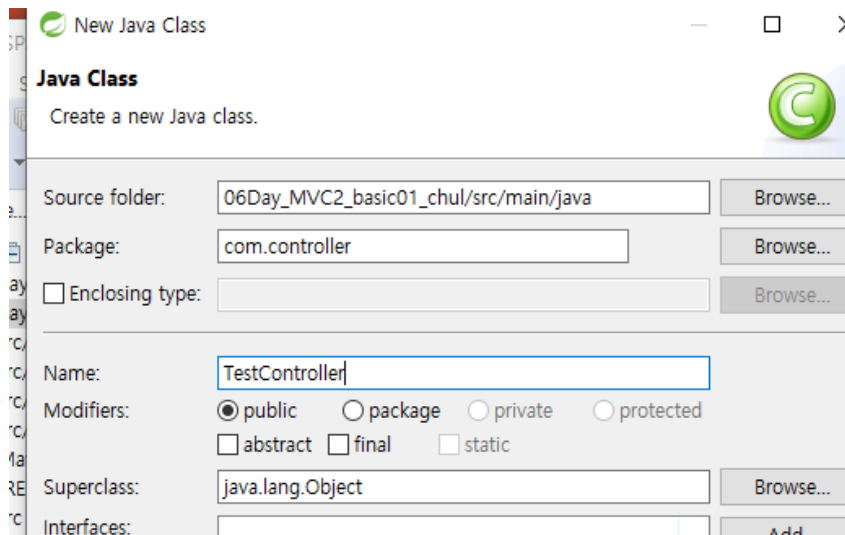 New Java Class
Java Class
Create a new Java class.
Source folder: 06Day_MVC2_basic01_chul/src/main/java Browse...
Package: com.controller Browse...
Enclosing type: Browse...
Name: TestController
Modifiers: public package private protected
abstract final static
Superclass: java.lang.Object Browse...
Interfaces: Add...